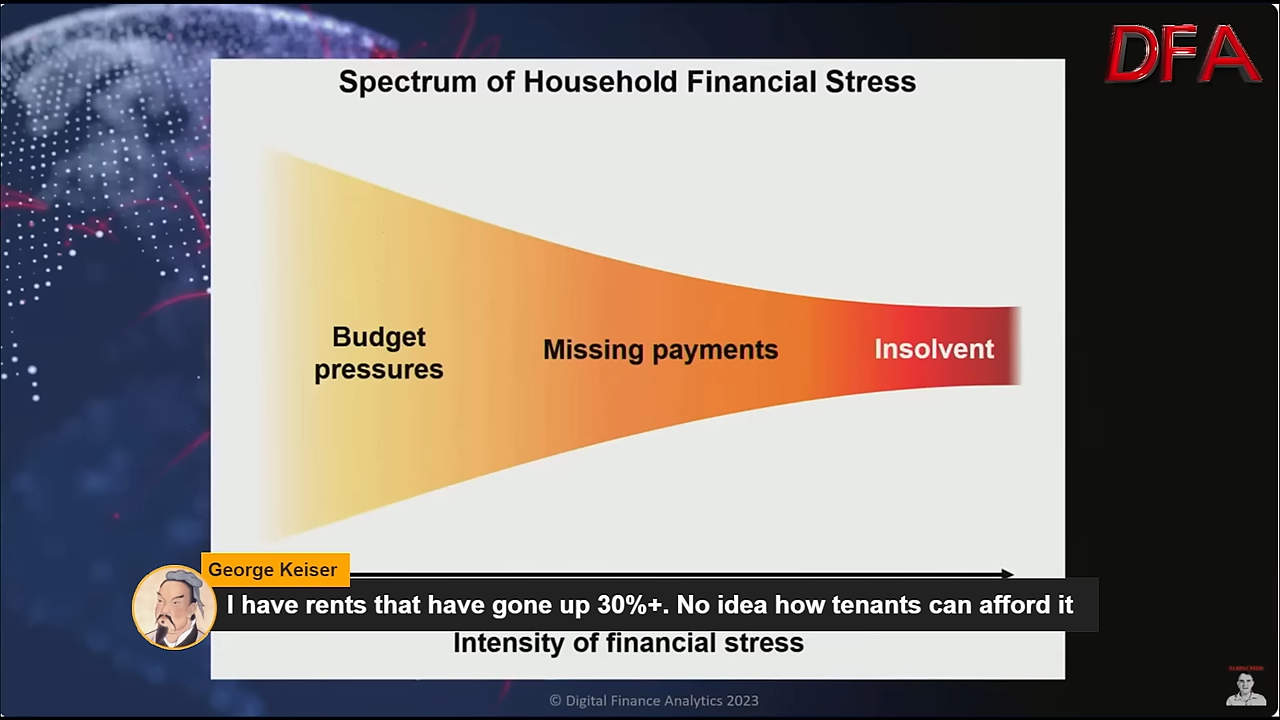 DFA
Spectrum of Household Financial Stress
Budget
pressures
Missing payments
Insolvent
George Keiser
I have rents that have gone up 30%+. No idea how tenants can afford it
Intensity of financial stress
© Digital Finance Analytics 2023
SUBSCRIBE